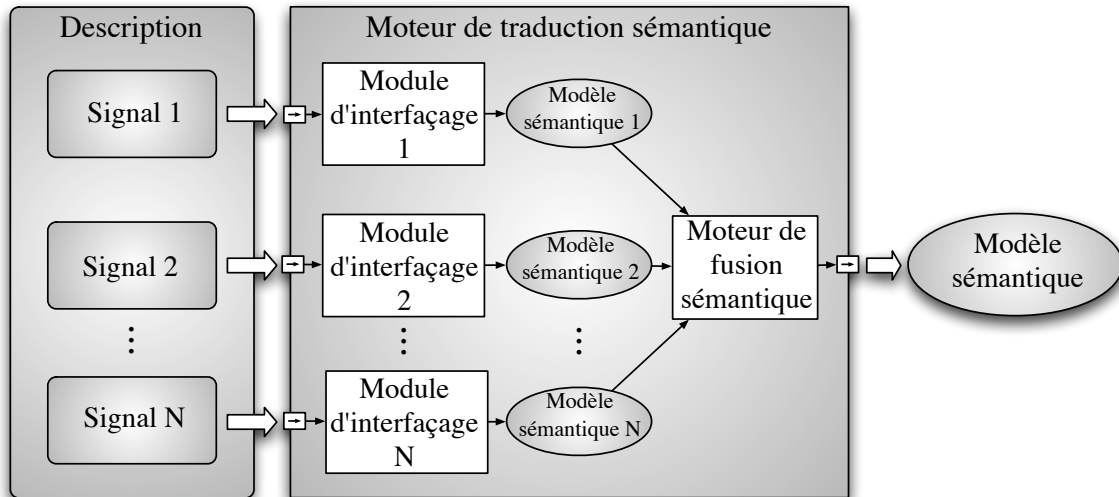 Description
Moteur de traduction sémantique
Signal 1
Module
d'interfaçage
1
Modèle
sémantique 1
Signal 2
Module
d'interfaçage
2
Modèle
sémantique 2
Moteur de
fusion
sémantique
Modèle
sémantique
Signal N
Module
d'interfaçage
N
Modèle
sémantique N